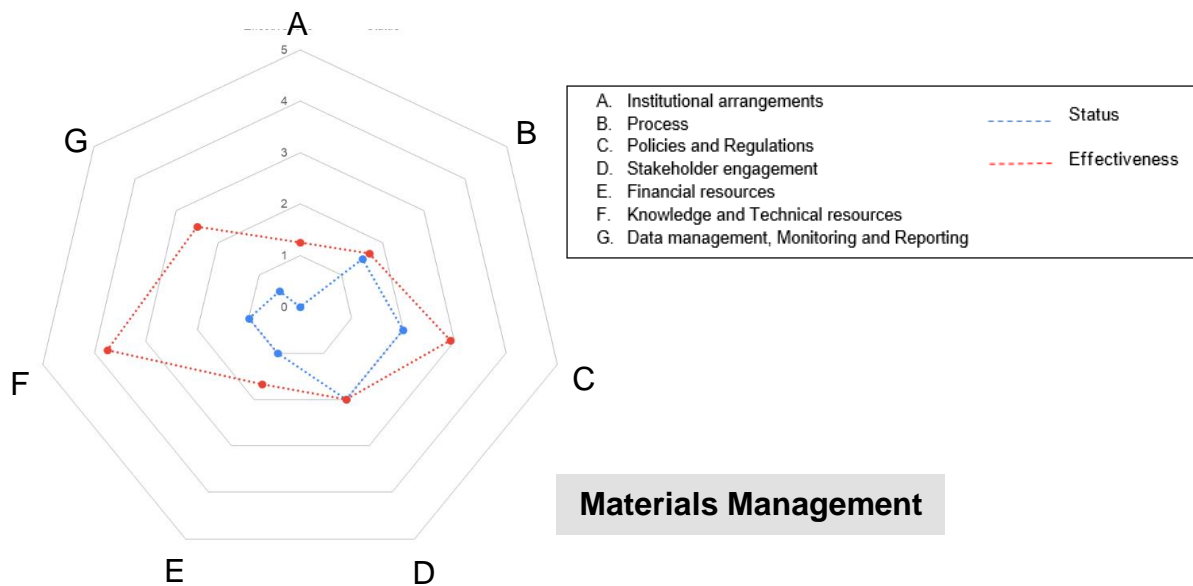 A
5
4
3
2
1
0
B
C
D
E
F
G
A. Institutional arrangements
B. Process
C. Policies and Regulations
D. Stakeholder engagement
E. Financial resources
F. Knowledge and Technical resources
G. Data management, Monitoring and Reporting
Status
Effectiveness
Materials Management